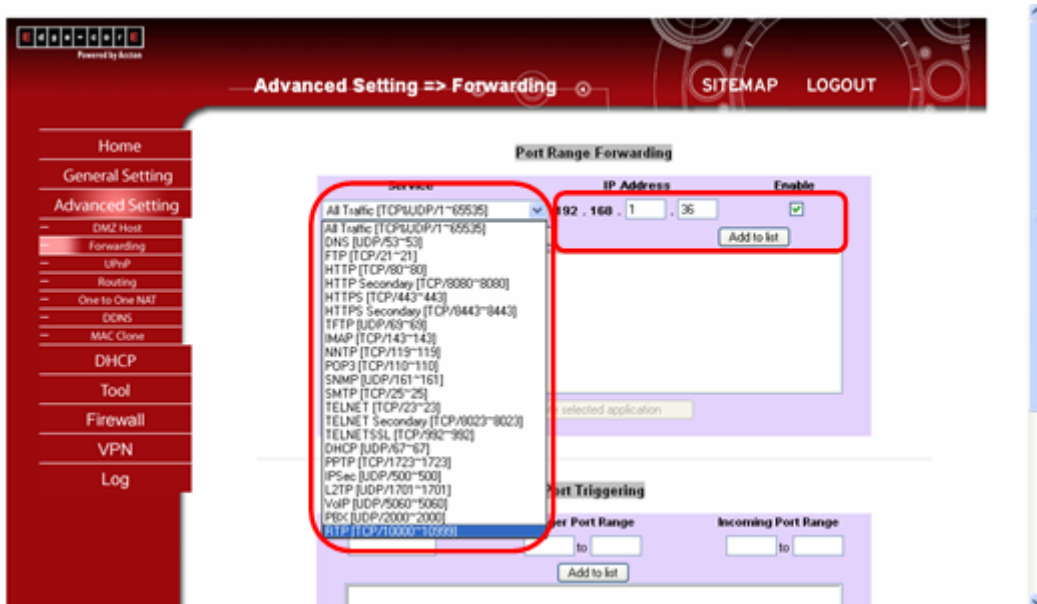 Edge-corE
Powered by Accton
Advanced Setting => Forwarding
SITEMAP LOGOUT
Home
General Setting
Advanced Setting
DMZ Host
Forwarding
UPnP
Routing
One to One NAT
DDNS
MAC Clone
DHCP
Tool
Firewall
VPN
Log
Port Range Forwarding
Service IP Address Enable
All Traffic [TCP&UDP/1~65535] 192 . 168 . 1 . 36
Add to list
All Traffic [TCP&UDP/1~65535]
DNS [UDP/53~53]
FTP [TCP/21~21]
HTTP [TCP/80~80]
HTTP Secondary [TCP/8080~8080]
HTTPS [TCP/443~443]
HTTPS Secondary [TCP/8443~8443]
TFTP [UDP/69~69]
IMAP [TCP/143~143]
NNTP [TCP/119~119]
POP3 [TCP/110~110]
SNMP [UDP/161~161]
SMTP [TCP/25~25]
TELNET [TCP/23~23]
TELNET Secondary [TCP/8023~8023]
TELNETSSL [TCP/992~992]
DHCP [UDP/67~67]
PPTP [TCP/1723~1723]
IPSec [UDP/500~500]
L2TP [UDP/1701~1701]
VoIP [UDP/5060~5060]
PBX [UDP/2000~2000]
RTP [TCP/10000~10999]
selected application
Port Triggering
er Port Range Incoming Port Range
to to
Add to list